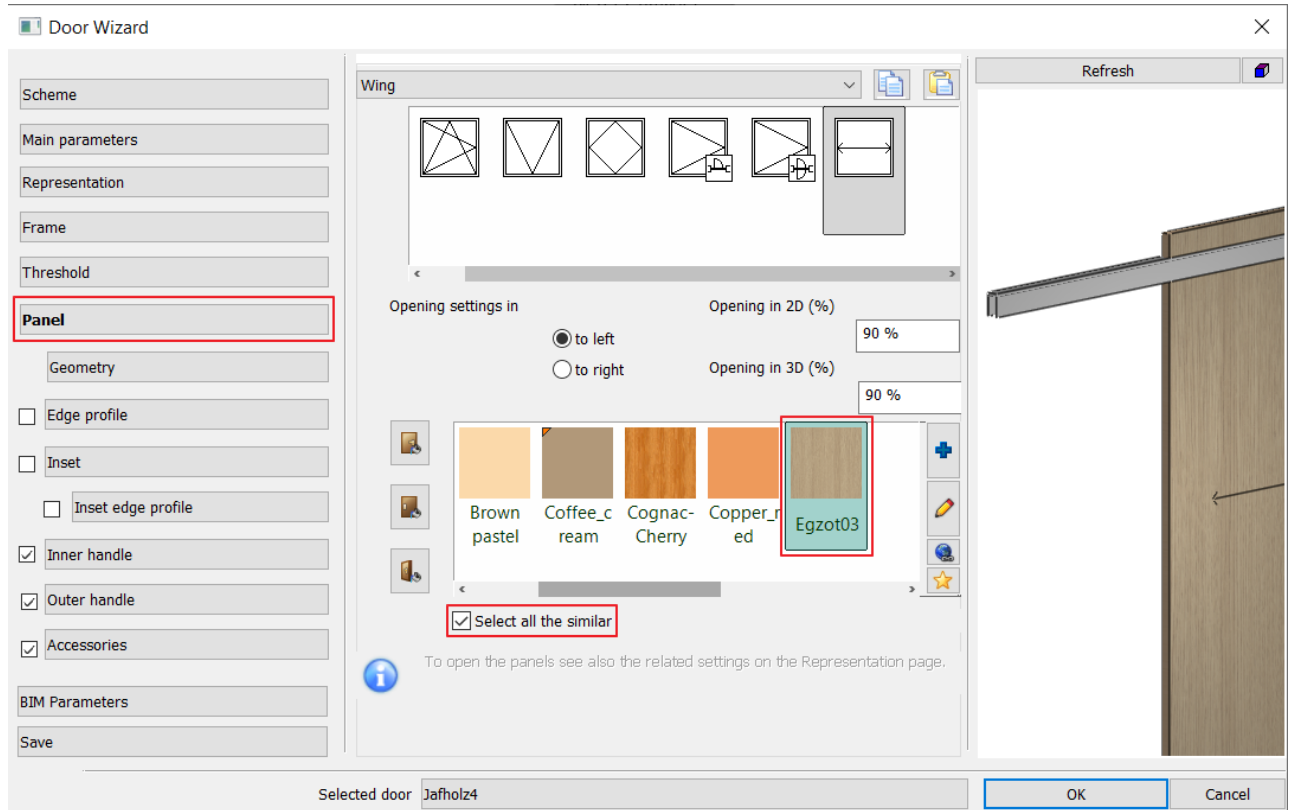 Door Wizard
Scheme
Main parameters
Representation
Frame
Threshold
Panel
Geometry
Edge profile
Inset
Inset edge profile
Inner handle
Outer handle
Accessories
BIM Parameters
Save
Wing
Opening settings in
to left
to right
Opening in 2D (%)
90 %
Opening in 3D (%)
90 %
Brown
pastel
Coffee_c
ream
Cognac-
Cherry
Copper_r
ed
Egzot03
Select all the similar
To open the panels see also the related settings on the Representation page.
Refresh
Selected door
Jafholz4
OK
Cancel